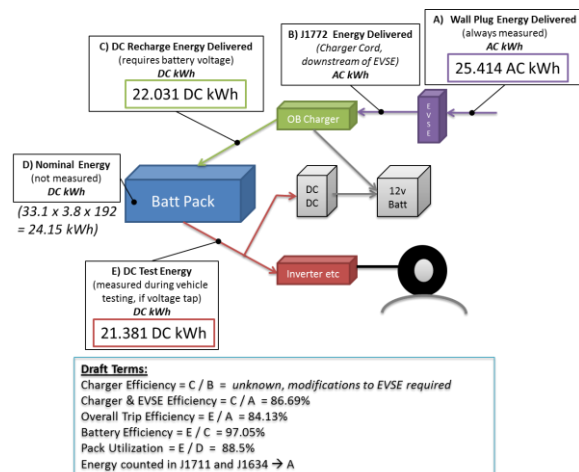 C) DC Recharge Energy Delivered
(requires battery voltage)
DC kWh
22.031 DC kWh
B) J1772 Energy Delivered
(Charger Cord,
downstream of EVSE)
AC kWh
A) Wall Plug Energy Delivered
(always measured)
AC kWh
25.414 AC kWh
OB Charger
EVSE
D) Nominal Energy
(not measured)
DC kWh
(33.1 x 3.8 x 192
= 24.15 kWh)
Batt Pack
DC
DC
12v
Batt
E) DC Test Energy
(measured during vehicle
testing, if voltage tap)
DC kWh
21.381 DC kWh
Inverter etc
Draft Terms:
Charger Efficiency = C / B = unknown, modifications to EVSE required
Charger & EVSE Efficiency = C / A = 86.69%
Overall Trip Efficiency = E / A = 84.13%
Battery Efficiency = E / C = 97.05%
Pack Utilization = E / D = 88.5%
Energy counted in J1711 and J1634 → A